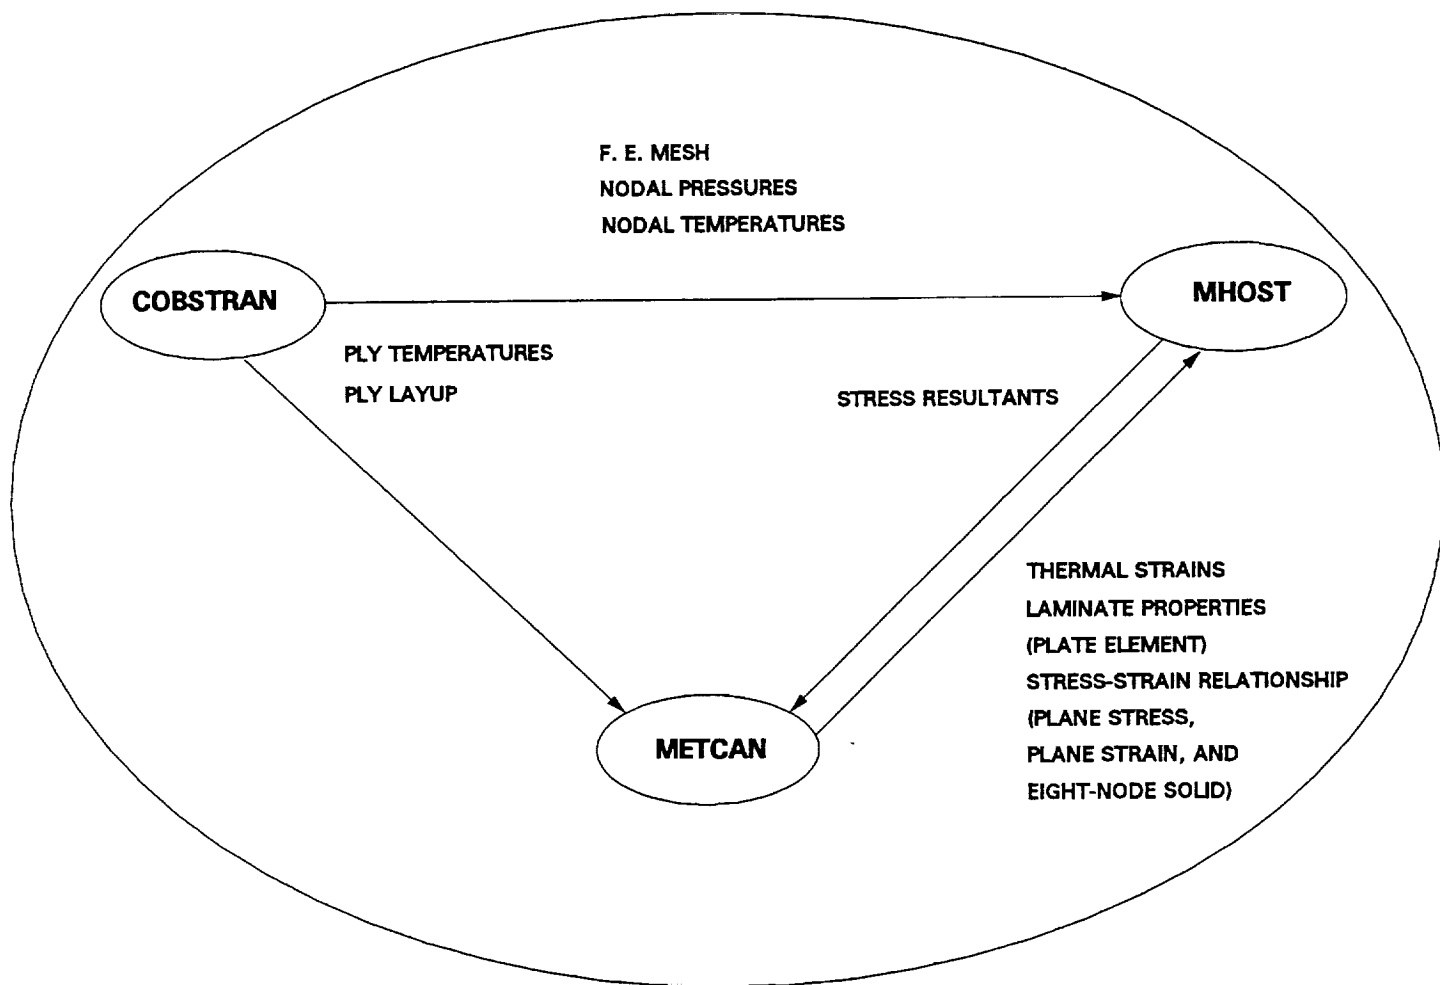 F. E. MESH
NODAL PRESSURES
NODAL TEMPERATURES
COBSTRAN
MHOST
PLY TEMPERATURES
PLY LAYUP
STRESS RESULTANTS
THERMAL STRAINS
LAMINATE PROPERTIES
(PLATE ELEMENT)
STRESS-STRAIN RELATIONSHIP
(PLANE STRESS,
PLANE STRAIN, AND
EIGHT-NODE SOLID)
METCAN